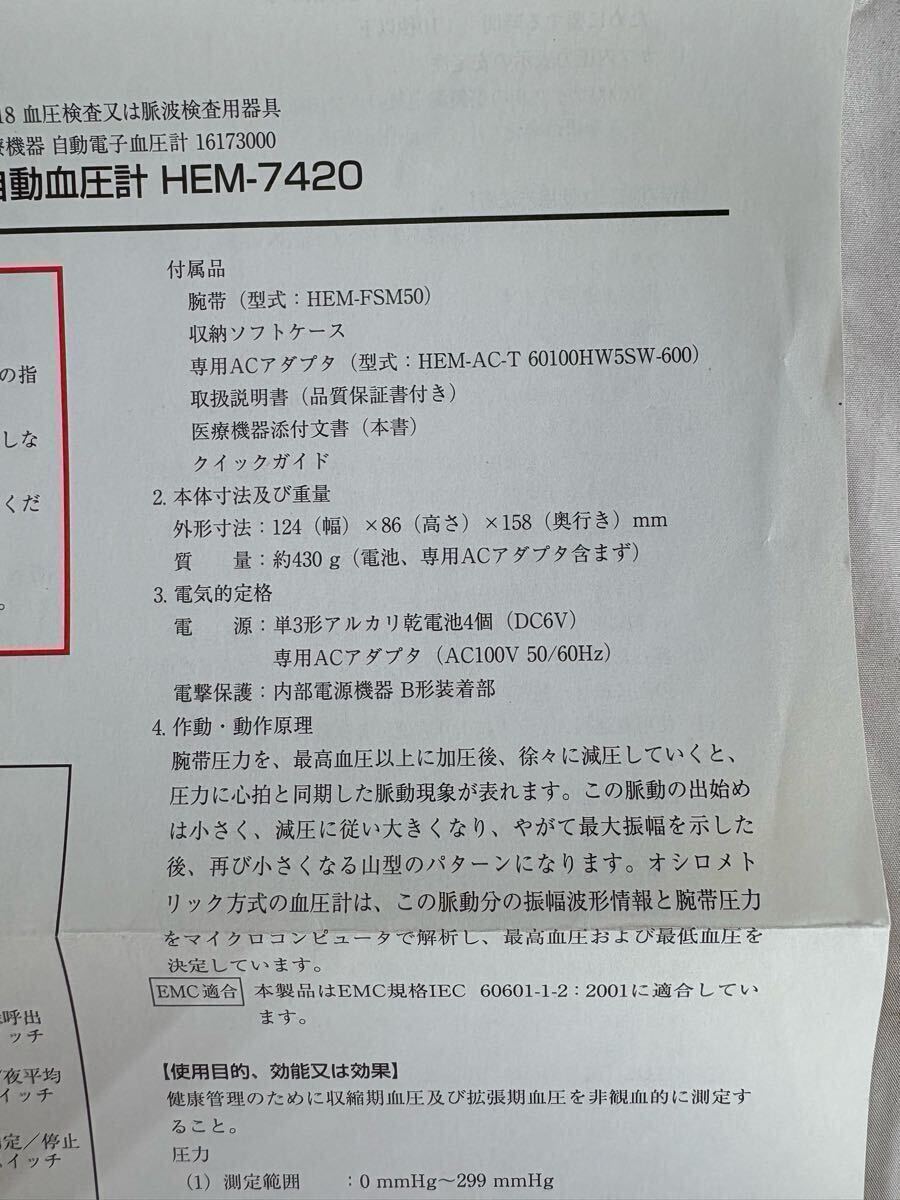 18 血圧検査又は脈波検査用器具
療機器 自動電子血圧計 16173000
自動血圧計 HEM-7420
付属品
腕帯（型式：HEM-FSM50）
収納ソフトケース
専用ACアダプタ（型式：HEM-AC-T 60100HW5SW-600）
取扱説明書（品質保証書付き）
医療機器添付文書（本書）
クイックガイド
2. 本体寸法及び重量
外形寸法：124（幅）×86（高さ）×158（奥行き）mm
質　　量：約430 g（電池、専用ACアダプタ含まず）
3. 電気的定格
電　　源：単3形アルカリ乾電池4個（DC6V）
専用ACアダプタ（AC100V 50/60Hz）
電撃保護：内部電源機器 B形装着部
4. 作動・動作原理
腕帯圧力を、最高血圧以上に加圧後、徐々に減圧していくと、
圧力に心拍と同期した脈動現象が表れます。この脈動の出始め
は小さく、減圧に従い大きくなり、やがて最大振幅を示した
後、再び小さくなる山型のパターンになります。オシロメト
リック方式の血圧計は、この脈動分の振幅波形情報と腕帯圧力
をマイクロコンピュータで解析し、最高血圧および最低血圧を
決定しています。
EMC適合 本製品はEMC規格IEC 60601-1-2：2001に適合してい
ます。
【使用目的、効能又は効果】
健康管理のために収縮期血圧及び拡張期血圧を非観血的に測定す
ること。
圧力
（1）測定範囲　　：0 mmHg～299 mmHg
の指
しな
くだ
。
呼出
ッチ
夜平均
イッチ
定／停止
スイッチ